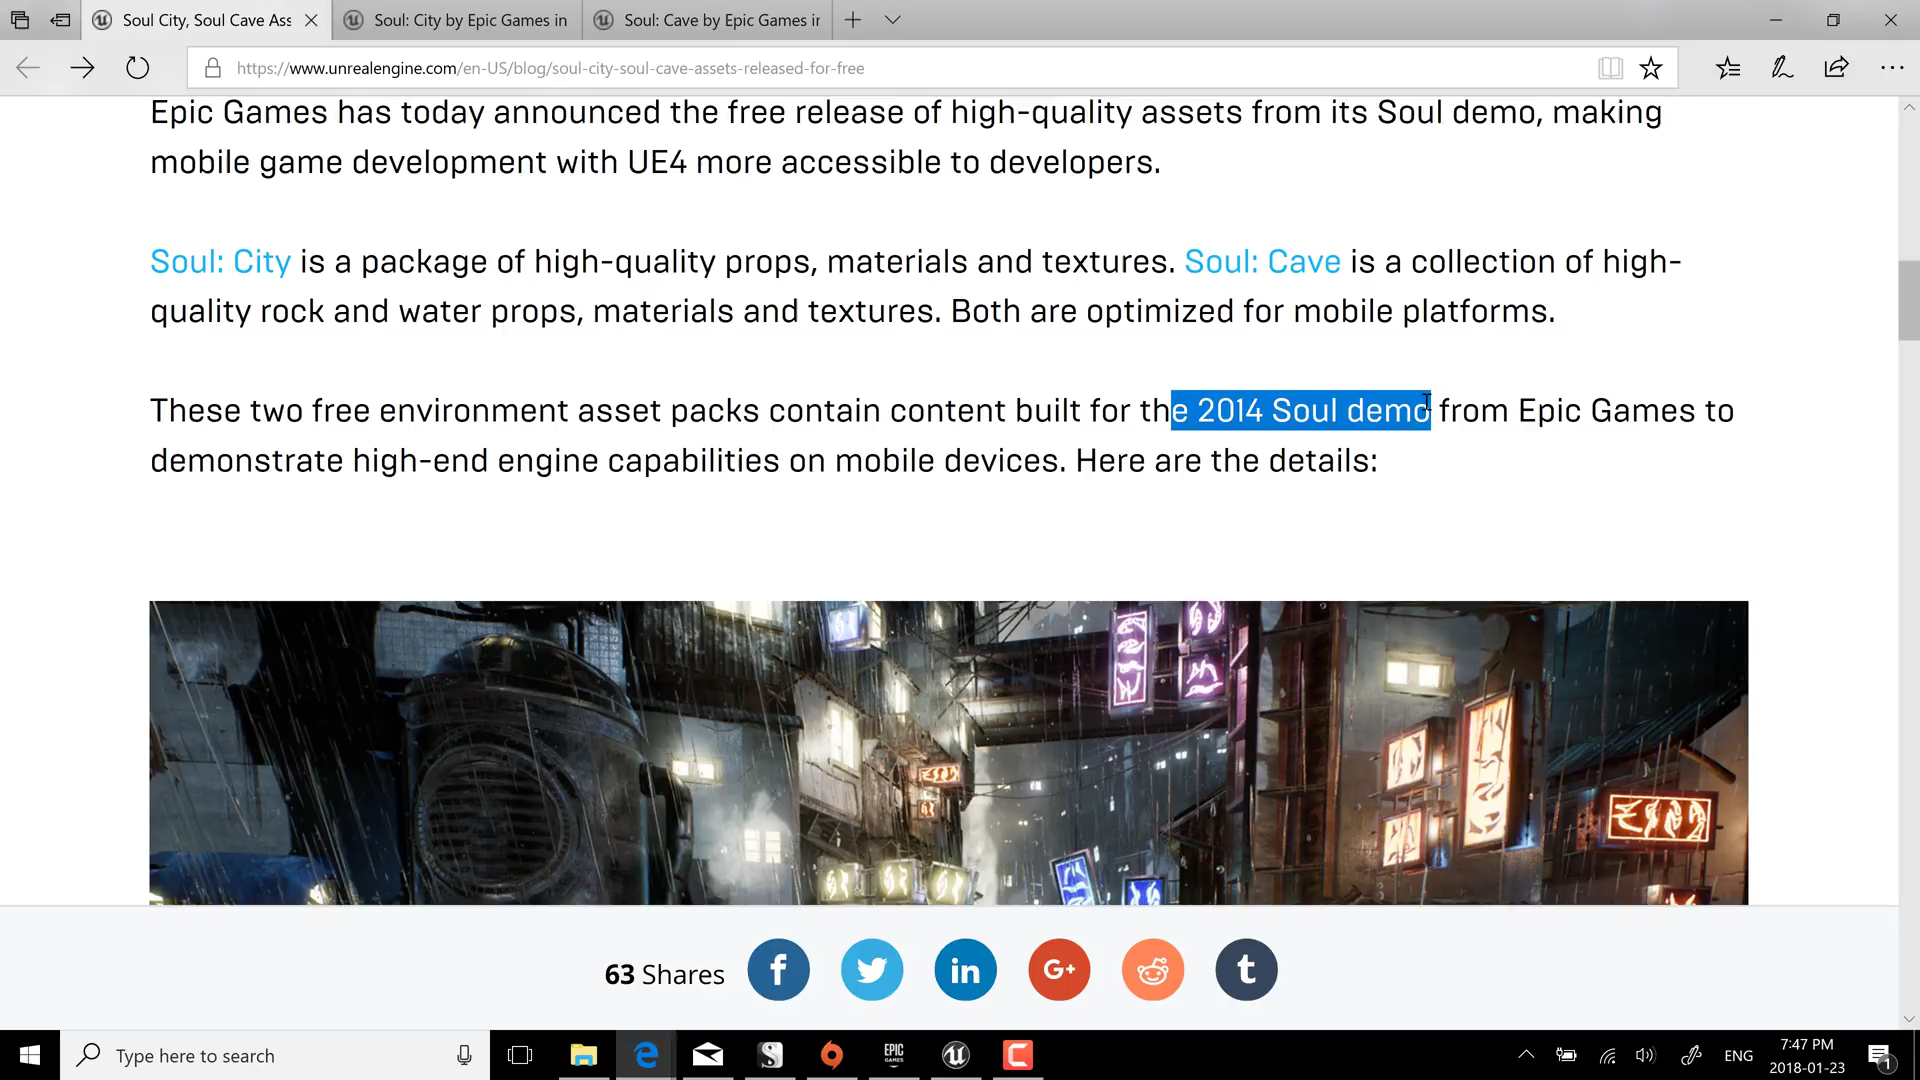 Soul City, Soul Cave Ass
Soul: City by Epic Games in
Soul: Cave by Epic Games in
https://www.unrealengine.com/en-US/blog/soul-city-soul-cave-assets-released-for-free
Epic Games has today announced the free release of high-quality assets from its Soul demo, making
mobile game development with UE4 more accessible to developers.
Soul: City is a package of high-quality props, materials and textures. Soul: Cave is a collection of high-
quality rock and water props, materials and textures. Both are optimized for mobile platforms.
These two free environment asset packs contain content built for the 2014 Soul demo from Epic Games to
demonstrate high-end engine capabilities on mobile devices. Here are the details:
63 Shares
f
in
G+
t
Type here to search
EPIC
GAMES
ENG
7:47 PM
2018-01-23
1